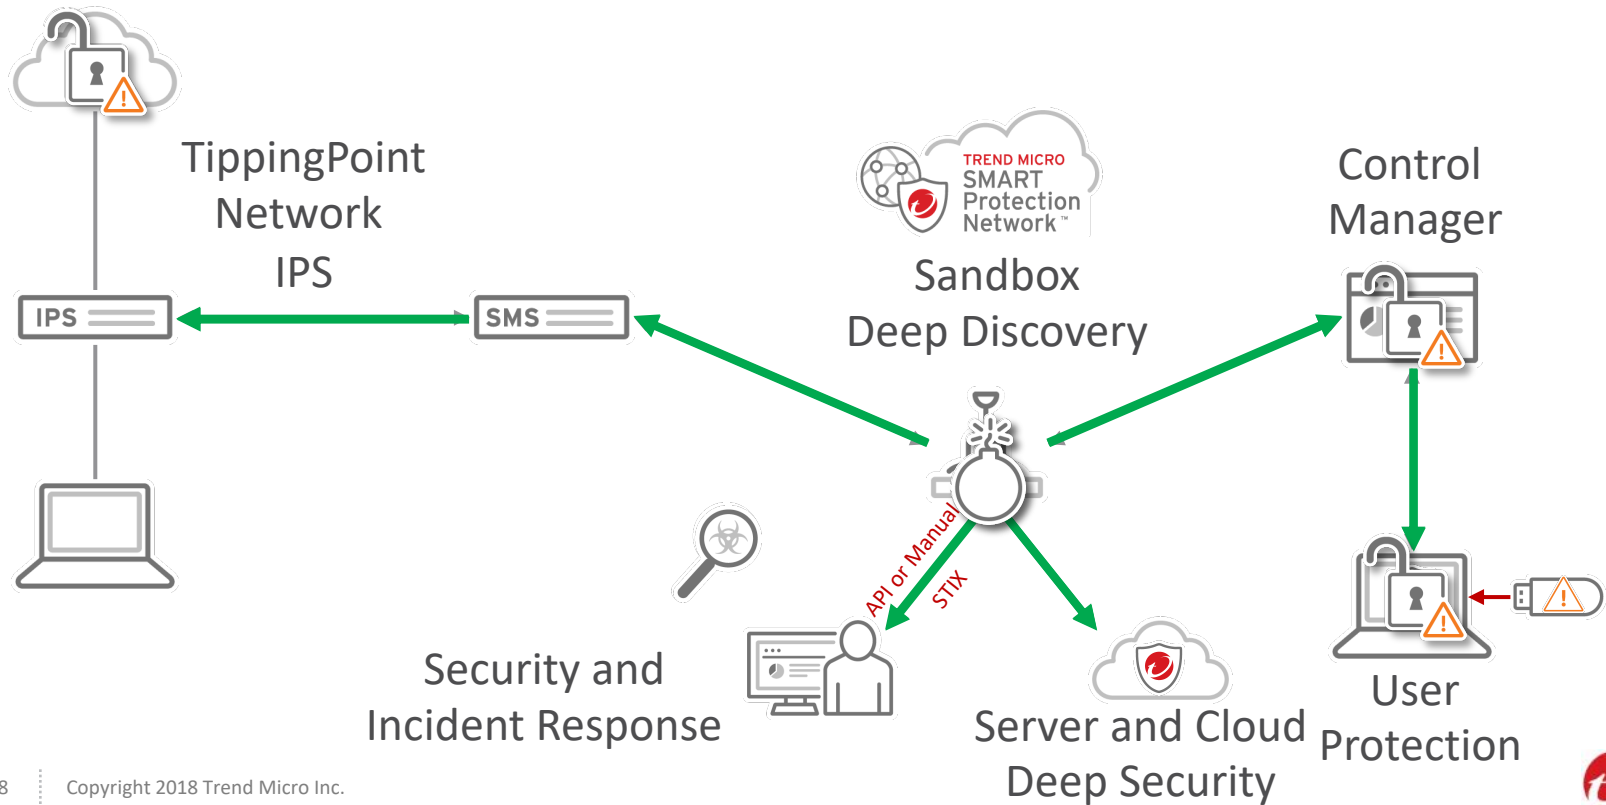 TippingPoint
Network
IPS
IPS
SMS
TREND MICRO
SMART
Protection
Network™
Sandbox
Deep Discovery
Control
Manager
API or Manual
STIX
Security and
Incident Response
Server and Cloud
Deep Security
User
Protection
8
Copyright 2018 Trend Micro Inc.